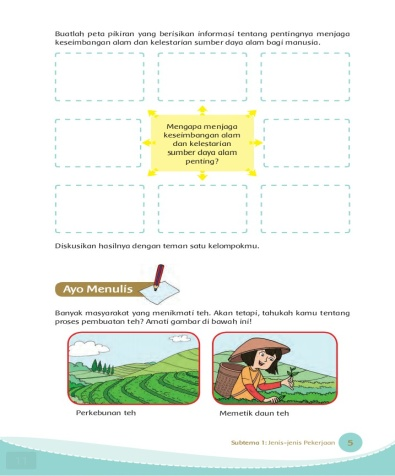 Buatlah peta pikiran yang berisikan informasi tentang pentingnya menjaga
keseimbangan alam dan kelestarian sumber daya alam bagi manusia.
Mengapa menjaga
keseimbangan alam
dan kelestarian
sumber daya alam
penting?
Diskusikan hasilnya dengan teman satu kelompokmu.
Ayo Menulis
Banyak masyarakat yang menikmati teh. Akan tetapi, tahukah kamu tentang
proses pembuatan teh? Amati gambar di bawah ini!
Perkebunan teh
Memetik daun teh
Subtema 1: Jenis-jenis Pekerjaan 5